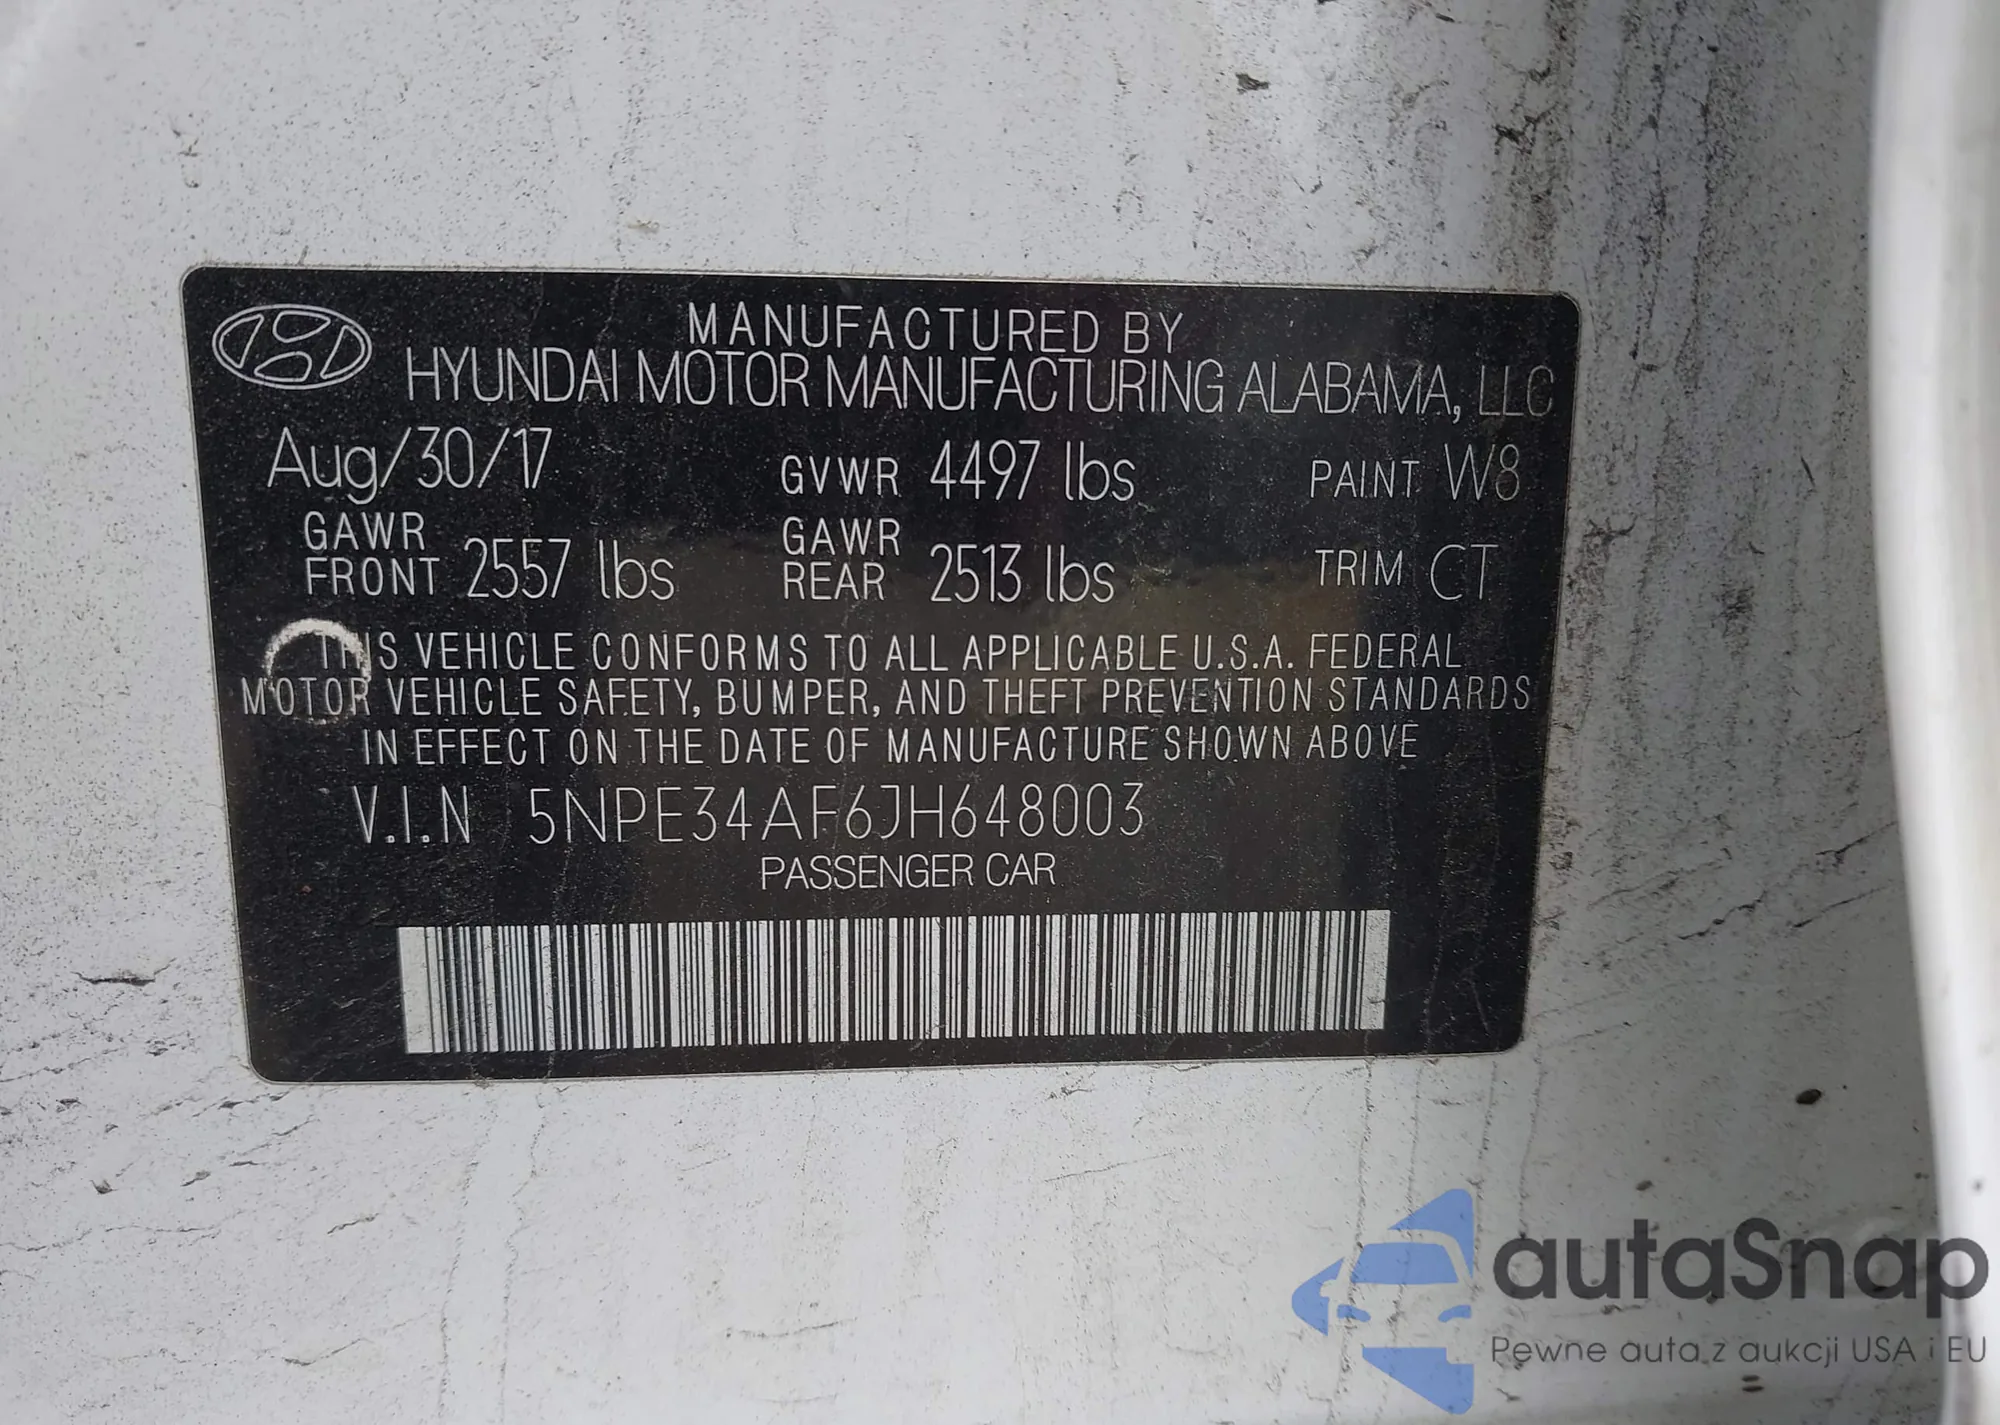 MANUFACTURED BY
HYUNDAI MOTOR MANUFACTURING ALABAMA, LLC
Aug/30/17 GVWR 4497 lbs PAINT W8
GAWR FRONT 2557 lbs GAWR REAR 2513 lbs TRIM CT
THIS VEHICLE CONFORMS TO ALL APPLICABLE U.S.A. FEDERAL
MOTOR VEHICLE SAFETY, BUMPER, AND THEFT PREVENTION STANDARDS
IN EFFECT ON THE DATE OF MANUFACTURE SHOWN ABOVE
V.I.N 5NPE34AF6JH648003
PASSENGER CAR
autaSnap
Pewne auta z aukcji USA i EU